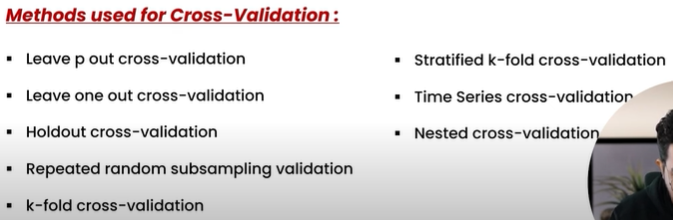 Methods used for Cross-Validation :
▪ Leave p out cross-validation
▪ Leave one out cross-validation
▪ Holdout cross-validation
▪ Repeated random subsampling validation
▪ k-fold cross-validation
▪ Stratified k-fold cross-validation
▪ Time Series cross-validation
▪ Nested cross-validation